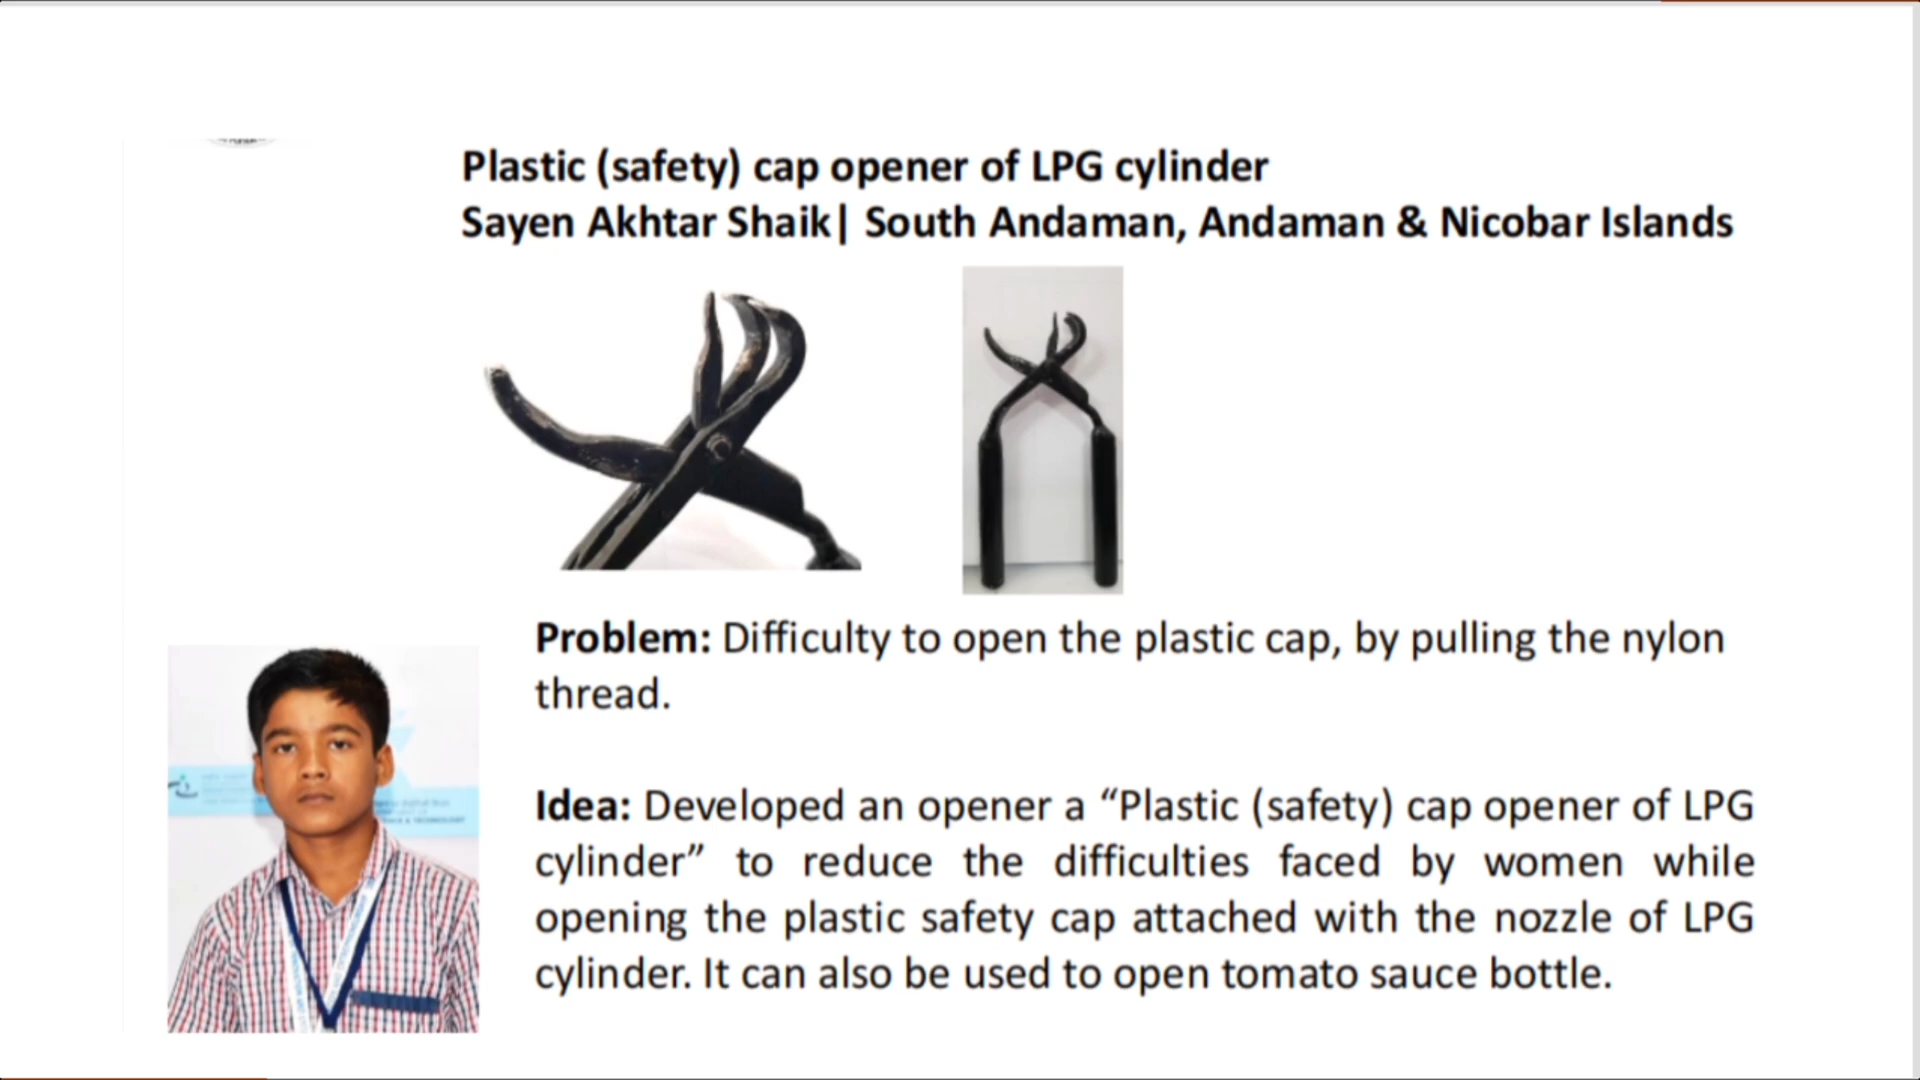 Plastic (safety) cap opener of LPG cylinder
Sayen Akhtar Shaik| South Andaman, Andaman & Nicobar Islands
Problem: Difficulty to open the plastic cap, by pulling the nylon
thread.
Idea: Developed an opener a “Plastic (safety) cap opener of LPG
cylinder” to reduce the difficulties faced by women while
opening the plastic safety cap attached with the nozzle of LPG
cylinder. It can also be used to open tomato sauce bottle.